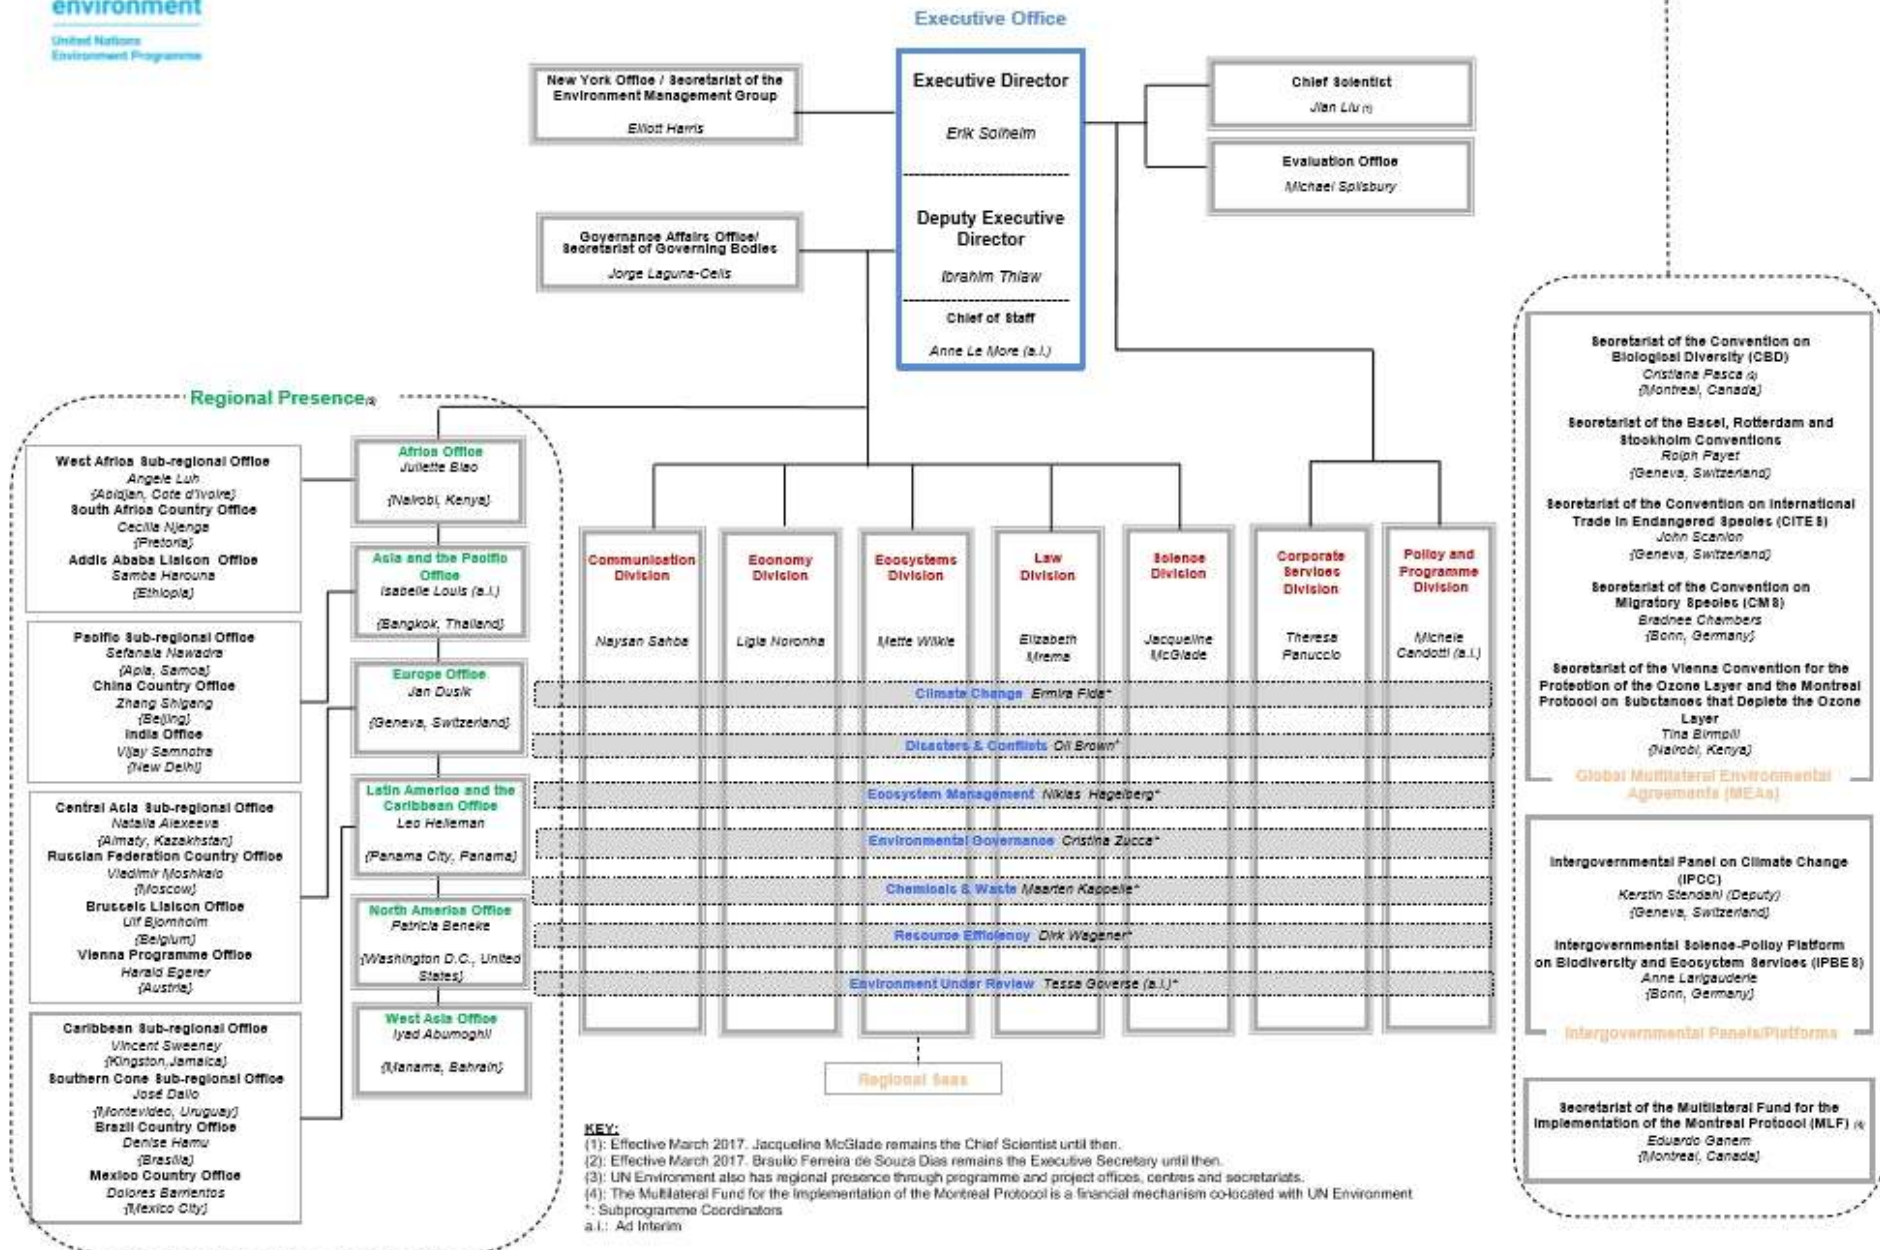 environment
United Nations
Environment Programme
Executive Office
New York Office / Secretariat of the
Environment Management Group
Elliott Harris
Governance Affairs Office/
Secretariat of Governing Bodies
Jorge Laguna-Celis
Executive Director
Erik Solheim
Deputy Executive
Director
Ibrahim Thiaw
Chief of Staff
Anne Le More (a.i.)
Chief Scientist
Jian Liu (1)
Evaluation Office
Michael Spilsbury
Regional Presence(3)
West Africa Sub-regional Office
Angele Luh
{Abidjan, Cote d'Ivoire}
South Africa Country Office
Cecilia Njenga
{Pretoria}
Addis Ababa Liaison Office
Samba Harouna
{Ethiopia}
Pacific Sub-regional Office
Sefanaia Nawadra
{Apia, Samoa}
China Country Office
Zhang Shigang
{Beijing}
India Office
Vijay Samnotra
{New Delhi}
Central Asia Sub-regional Office
Natalia Alexeeva
{Almaty, Kazakhstan}
Russian Federation Country Office
Vladimir Moshkalo
{Moscow}
Brussels Liaison Office
Ulf Bjornholm
{Belgium}
Vienna Programme Office
Harald Egerer
{Austria}
Caribbean Sub-regional Office
Vincent Sweeney
{Kingston,Jamaica}
Southern Cone Sub-regional Office
José Dallo
{Montevideo, Uruguay}
Brazil Country Office
Denise Hamu
{Brasilia}
Mexico Country Office
Dolores Barrientos
{Mexico City}
Africa Office
Juliette Biao
{Nairobi, Kenya}
Asia and the Pacific
Office
Isabelle Louis (a.i.)
{Bangkok, Thailand}
Europe Office
Jan Dusik
{Geneva, Switzerland}
Latin America and the
Caribbean Office
Leo Heileman
{Panama City, Panama}
North America Office
Patricia Beneke
{Washington D.C., United
States}
West Asia Office
Iyad Abumoghli
{Manama, Bahrain}
Communication
Division
Naysan Sahba
Economy
Division
Ligia Noronha
Ecosystems
Division
Mette Wilkie
Law
Division
Elizabeth
Mrema
Science
Division
Jacqueline
McGlade
Corporate
Services
Division
Theresa
Panuccio
Policy and
Programme
Division
Michele
Candotti (a.i.)
Climate Change Ermira Fida*
Disasters & Conflicts Oli Brown*
Ecosystem Management Niklas Hagelberg*
Environmental Governance Cristina Zucca*
Chemicals & Waste Maarten Kappelle*
Resource Efficiency Dirk Wagener*
Environment Under Review Tessa Goverse (a.i.)*
Regional Seas
Secretariat of the Convention on
Biological Diversity (CBD)
Cristiana Pasca (2)
{Montreal, Canada}
Secretariat of the Basel, Rotterdam and
Stockholm Conventions
Rolph Payet
{Geneva, Switzerland}
Secretariat of the Convention on International
Trade in Endangered Species (CITES)
John Scanlon
{Geneva, Switzerland}
Secretariat of the Convention on
Migratory Species (CMS)
Bradnee Chambers
{Bonn, Germany}
Secretariat of the Vienna Convention for the
Protection of the Ozone Layer and the Montreal
Protocol on Substances that Deplete the Ozone
Layer
Tina Birmpili
{Nairobi, Kenya}
Global Multilateral Environmental
Agreements (MEAs)
Intergovernmental Panel on Climate Change
(IPCC)
Kerstin Stendahl (Deputy)
{Geneva, Switzerland}
Intergovernmental Science-Policy Platform
on Biodiversity and Ecosystem Services (IPBES)
Anne Larigauderie
{Bonn, Germany}
Intergovernmental Panels/Platforms
Secretariat of the Multilateral Fund for the
Implementation of the Montreal Protocol (MLF) (4)
Eduardo Ganem
{Montreal, Canada}
KEY:
(1): Effective March 2017. Jacqueline McGlade remains the Chief Scientist until then.
(2): Effective March 2017. Braulio Ferreira de Souza Dias remains the Executive Secretary until then.
(3): UN Environment also has regional presence through programme and project offices, centres and secretariats.
(4): The Multilateral Fund for the Implementation of the Montreal Protocol is a financial mechanism co-located with UN Environment
*: Subprogramme Coordinators
a.i.: Ad Interim